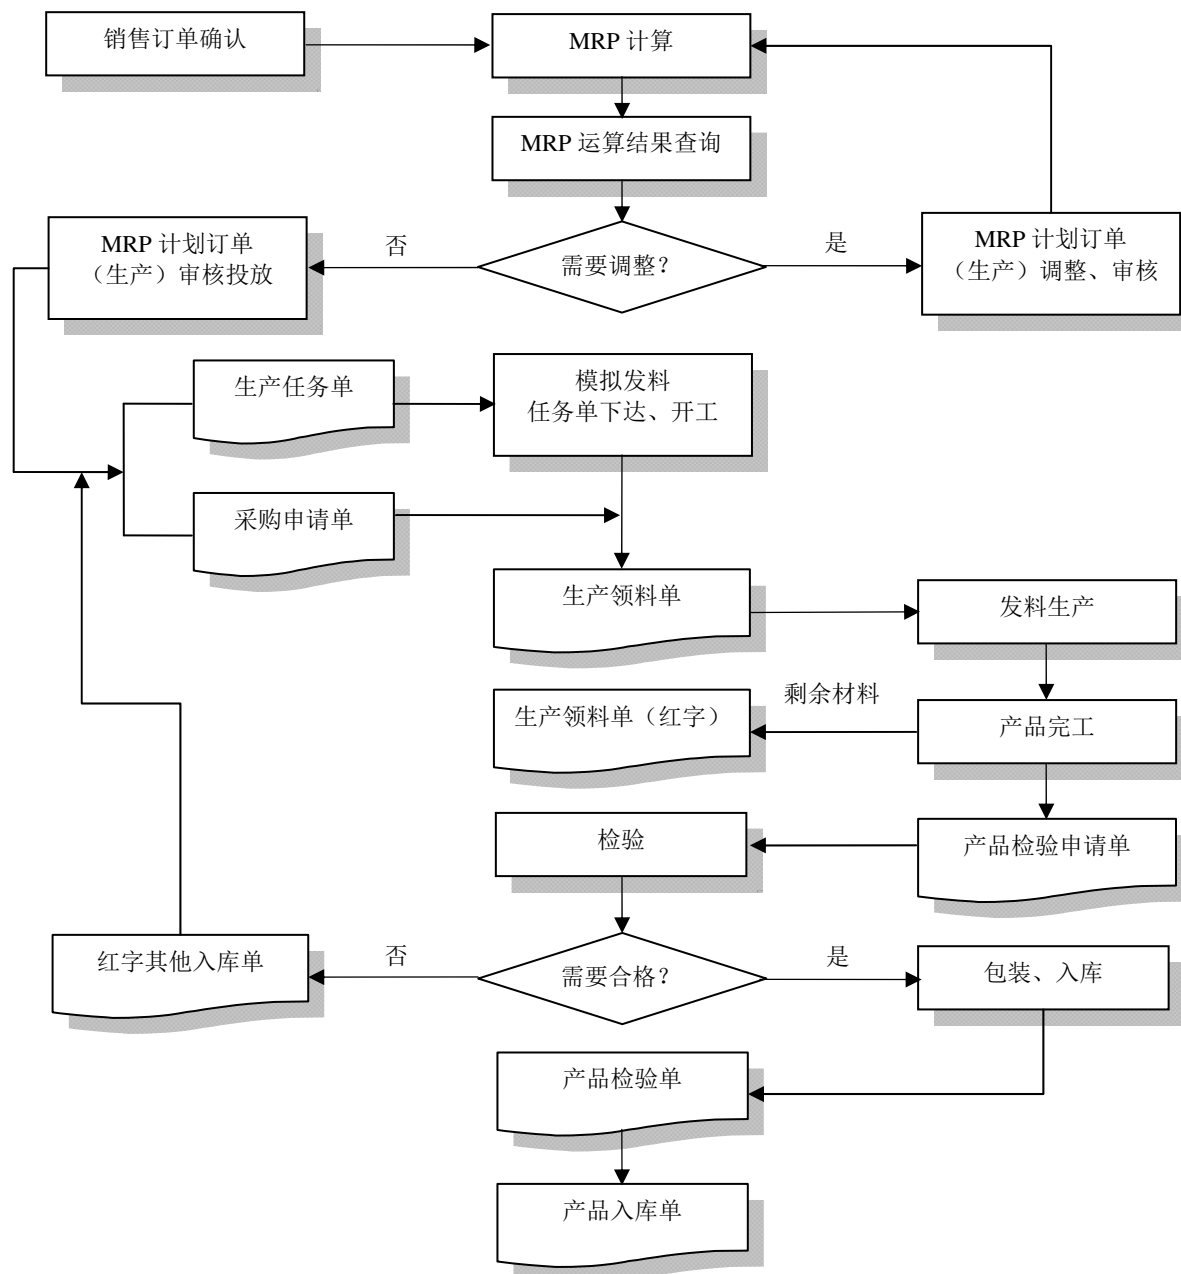 销售订单确认
MRP 计算
MRP 运算结果查询
MRP 计划订单
（生产）审核投放
否
需要调整？
是
MRP 计划订单
（生产）调整、审核
生产任务单
模拟发料
任务单下达、开工
采购申请单
生产领料单
发料生产
剩余材料
生产领料单（红字）
产品完工
检验
产品检验申请单
红字其他入库单
否
需要合格？
是
包装、入库
产品检验单
产品入库单